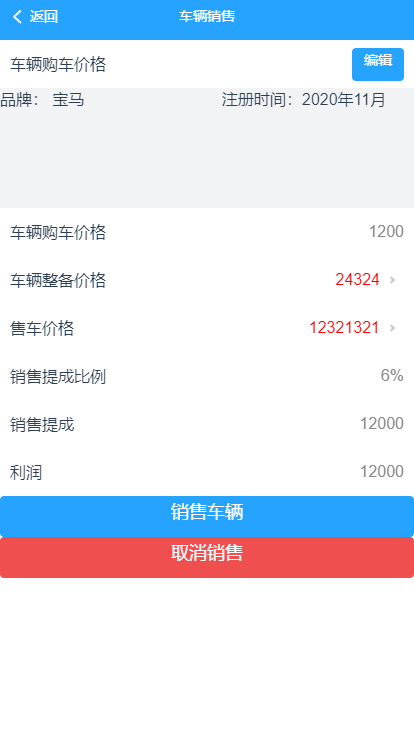 返回 车辆销售
车辆购车价格 编辑
品牌： 宝马 注册时间：2020年11月
车辆购车价格 1200
车辆整备价格 24324
售车价格 12321321
销售提成比例 6%
销售提成 12000
利润 12000
销售车辆
取消销售